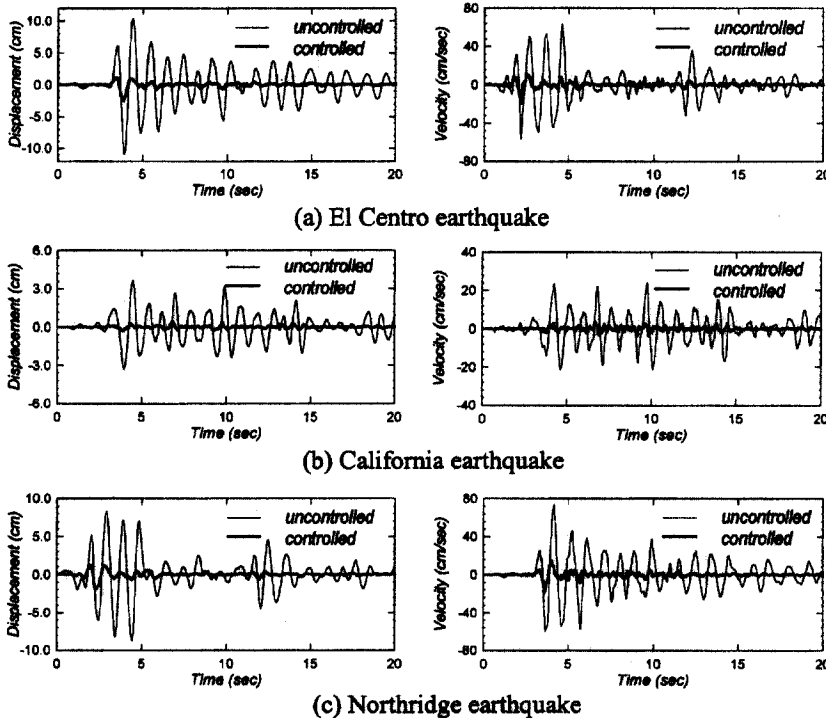 10.0
5.0
0.0
-5.0
-10.0
Displacement (cm)
uncontrolled
controlled
0 5 10 15 20
Time (sec)
80
40
0
-40
-80
Velocity (cm/sec)
uncontrolled
controlled
0 5 10 15 20
Time (sec)
(a) El Centro earthquake
6.0
3.0
0.0
-3.0
-6.0
Displacement (cm)
uncontrolled
controlled
0 5 10 15 20
Time (sec)
40
20
0
-20
-40
Velocity (cm/sec)
uncontrolled
controlled
0 5 10 15 20
Time (sec)
(b) California earthquake
10.0
5.0
0.0
-5.0
-10.0
Displacement (cm)
uncontrolled
controlled
0 5 10 15 20
Time (sec)
80
40
0
-40
-80
Velocity (cm/sec)
uncontrolled
controlled
0 5 10 15 20
Time (sec)
(c) Northridge earthquake